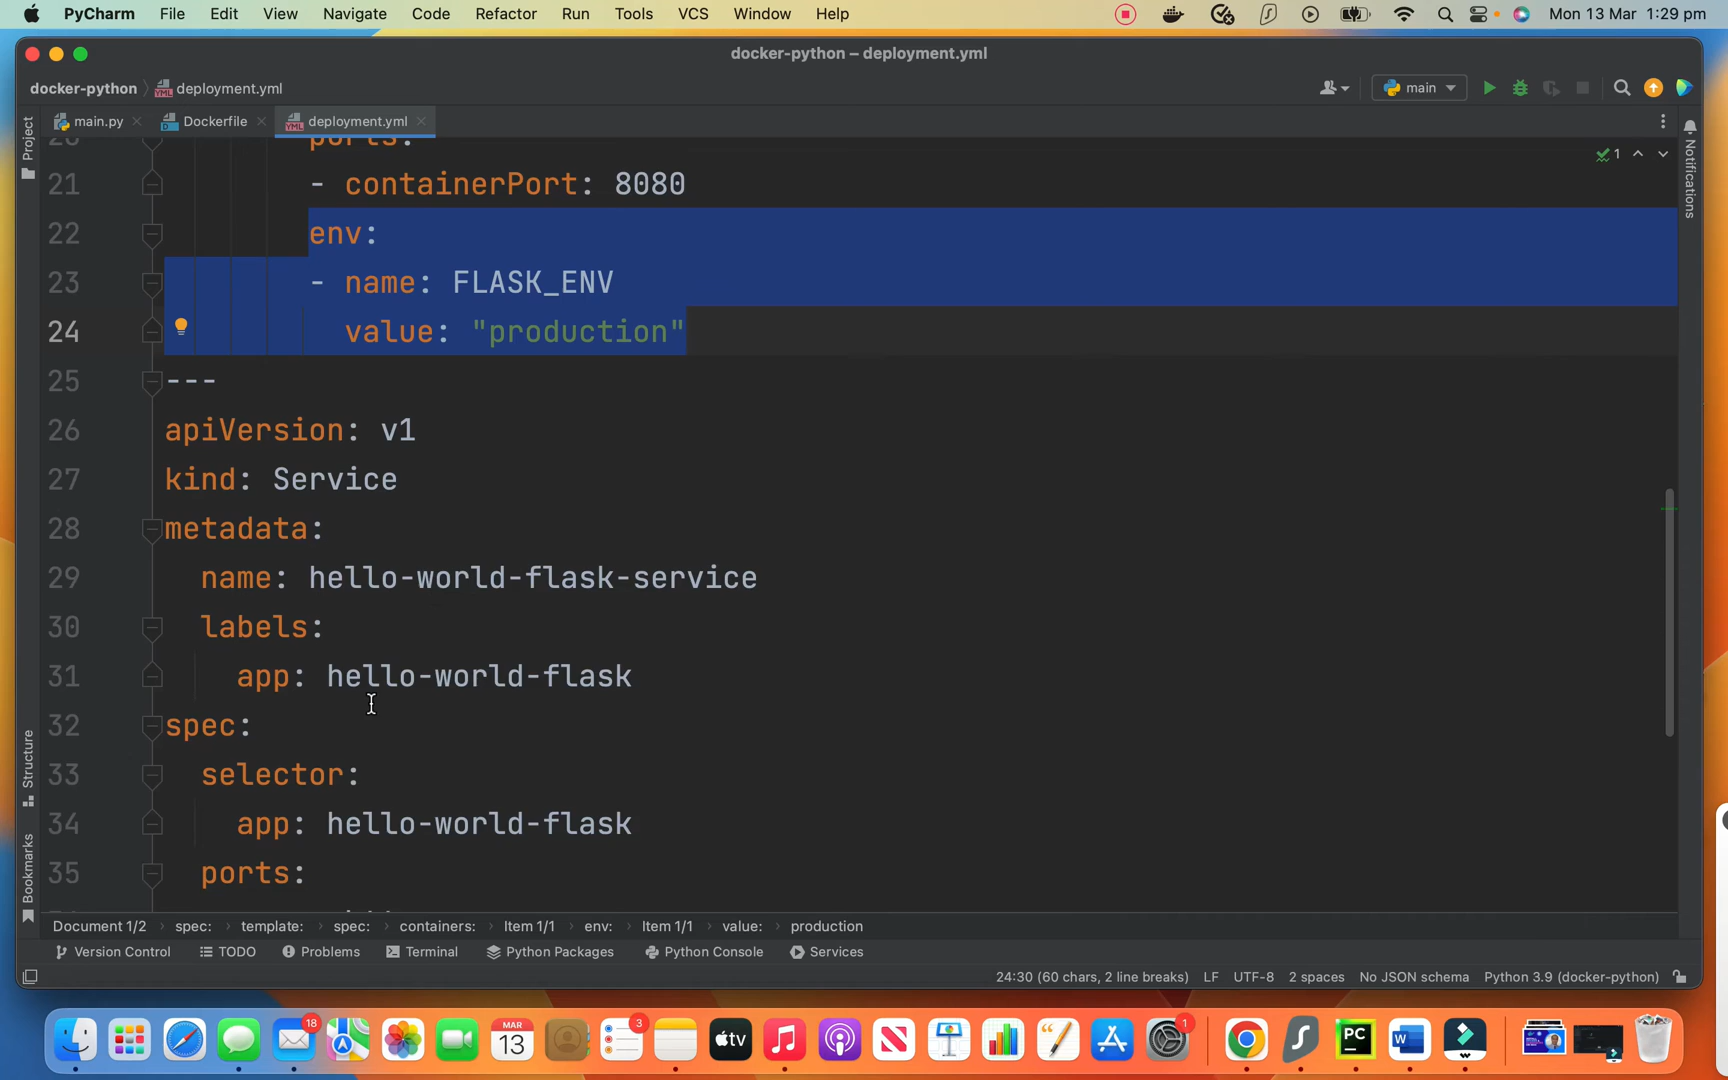 PyCharm File Edit View Navigate Code Refactor Run Tools VCS Window Help Mon 13 Mar 1:29 pm
docker-python – deployment.yml
docker-python deployment.yml main
main.py Dockerfile deployment.yml
Project
Notifications
Structure
Bookmarks
1
ports:
21 - containerPort: 8080
22 env:
23 - name: FLASK_ENV
24 value: "production"
25 ---
26 apiVersion: v1
27 kind: Service
28 metadata:
29 name: hello-world-flask-service
30 labels:
31 app: hello-world-flask
32 spec:
33 selector:
34 app: hello-world-flask
35 ports:
Document 1/2 spec: template: spec: containers: Item 1/1 env: Item 1/1 value: production
Version Control TODO Problems Terminal Python Packages Python Console Services
24:30 (60 chars, 2 line breaks) LF UTF-8 2 spaces No JSON schema Python 3.9 (docker-python)
18 MAR 13 3 tv 1 PC W